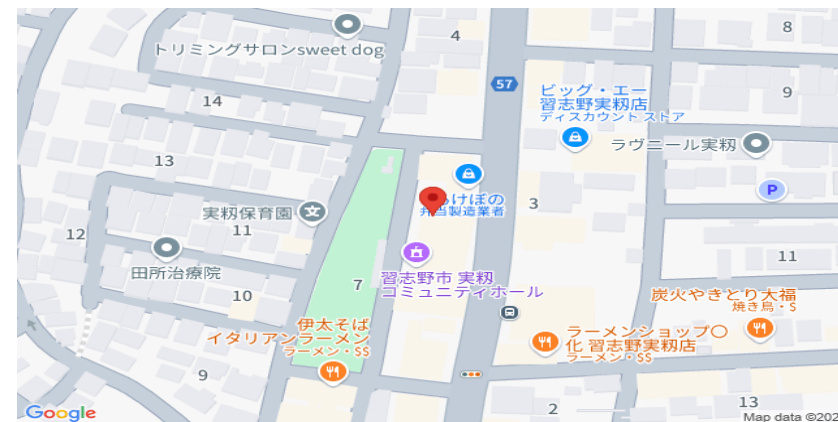 トリミングサロンsweet dog
4
8
57
ビッグ・エー
習志野実籾店
ディスカウント ストア
9
14
13
ラヴニール実籾
けぼの
弁当製造業者
P
3
実籾保育園
11
12
田所治療院
習志野市 実籾
コミュニティホール
7
11
10
炭火やきとり大福
焼き鳥・$
伊太そば
イタリアンラーメン
ラーメン・$$
ラーメンショップ〇
化 習志野実籾店
ラーメン・$$
9
2
13
Google
Map data ©202